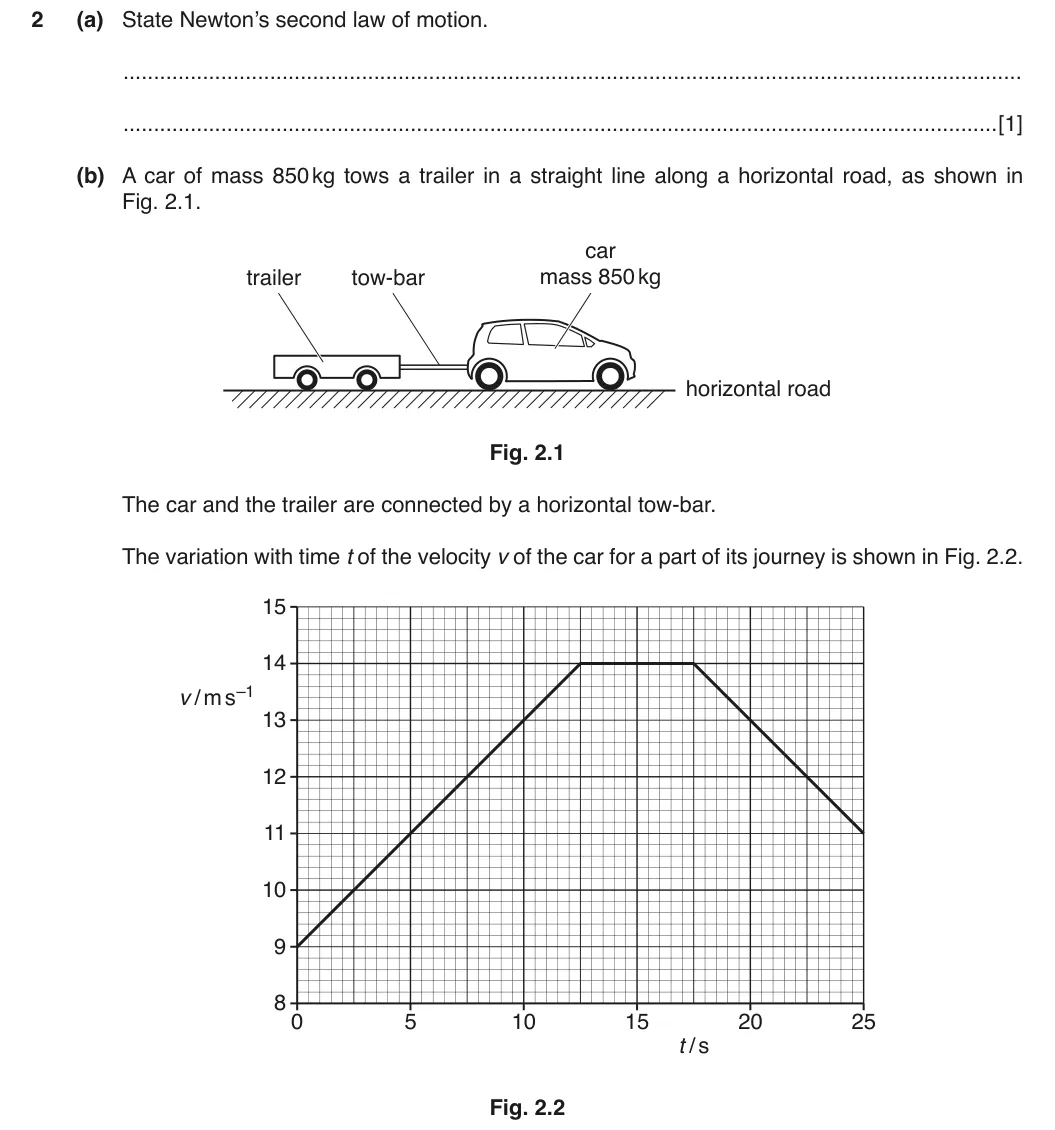 2 (a) State Newton’s second law of motion.
..........................................................................................................................................................
......................................................................................................................................................[1]
(b) A car of mass 850 kg tows a trailer in a straight line along a horizontal road, as shown in
Fig. 2.1.
car
trailer tow-bar mass 850 kg
horizontal road
Fig. 2.1
The car and the trailer are connected by a horizontal tow-bar.
The variation with time t of the velocity v of the car for a part of its journey is shown in Fig. 2.2.
15
14
v / m s–1
13
12
11
10
9
8
0 5 10 15 20 25
t / s
Fig. 2.2